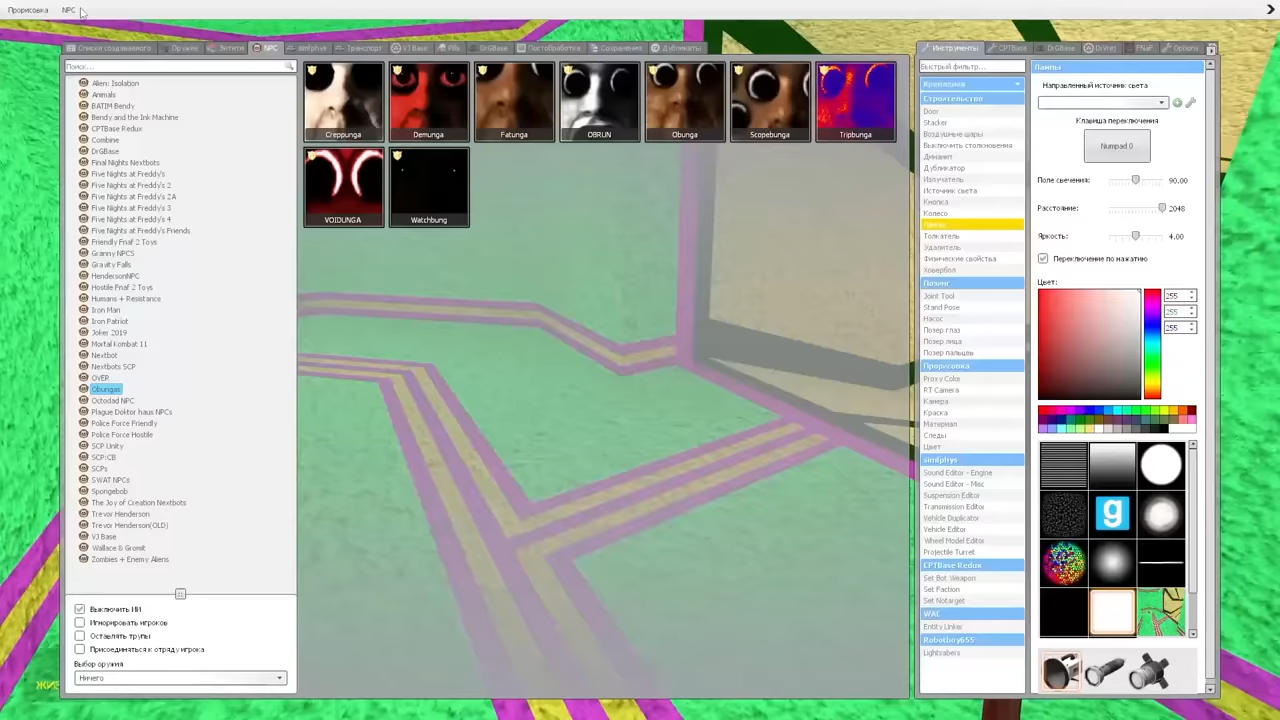 Прорисовка NPC
Списки создаваемого Оружие Энтити NPC simfphys Транспорт VJ Base Pills DrGBase Постобработка Сохранения Дубликаты
Поиск...
Alien: Isolation
Animals
BATIM Bendy
Bendy and the Ink Machine
CPTBase Redux
Combine
DrGBase
Final Nights Nextbots
Five Nights at Freddy's
Five Nights at Freddy's 2
Five Nights at Freddy's 2A
Five Nights at Freddy's 3
Five Nights at Freddy's 4
Five Nights at Freddy's Friends
Friendly Fnaf 2 Toys
Granny NPCS
Gravity Falls
HendersonNPC
Hostile Fnaf 2 Toys
Humans + Resistance
Iron Man
Iron Patriot
Joker 2019
Mortal Kombat 11
Nextbot
Nextbots SCP
OVEP
Obungas
Octodad NPC
Plague Doktor haus NPCs
Police Force Friendly
Police Force Hostile
SCP Unity
SCP:CB
SCPs
SWAT NPCs
Spongebob
The Joy of Creation Nextbots
Trevor Henderson
Trevor Henderson(OLD)
VJ Base
Wallace & Gromit
Zombies + Enemy Aliens
Выключить ИИ
Игнорировать игроков
Оставлять трупы
Присоединяться к отряду игрока
Выбор оружия
Ничего
Creppunga Demunga Fatunga OBRUN Obunga Scopebunga Tripbunga
VOIDUNGA Watchbung
Инструменты CPTBase DrGBase DrVrej FNaF Options
Быстрый фильтр...
Крепления
Строительство
Door
Stacker
Воздушные шары
Выключить столкновения
Динамит
Дубликатор
Излучатель
Источник света
Кнопка
Колесо
Лампы
Толкатель
Удалитель
Физические свойства
Ховербол
Позинг
Joint Tool
Stand Pose
Насос
Позер глаз
Позер лица
Позер пальцев
Прорисовка
Proxy Color
RT Camera
Камера
Краска
Материал
Следы
Цвет
simfphys
Sound Editor - Engine
Sound Editor - Misc
Suspension Editor
Transmission Editor
Vehicle Duplicator
Vehicle Editor
Wheel Model Editor
Projectile Turret
CPTBase Redux
Set Bot Weapon
Set Faction
Set Notarget
WAC
Entity Linker
Robotboy655
Lightsabers
Лампы
Направленный источник света
Клавиша переключения
Numpad 0
Поле свечения: 90.00
Расстояние: 2048
Яркость: 4.00
Переключение по нажатию
Цвет:
255
255
255
g